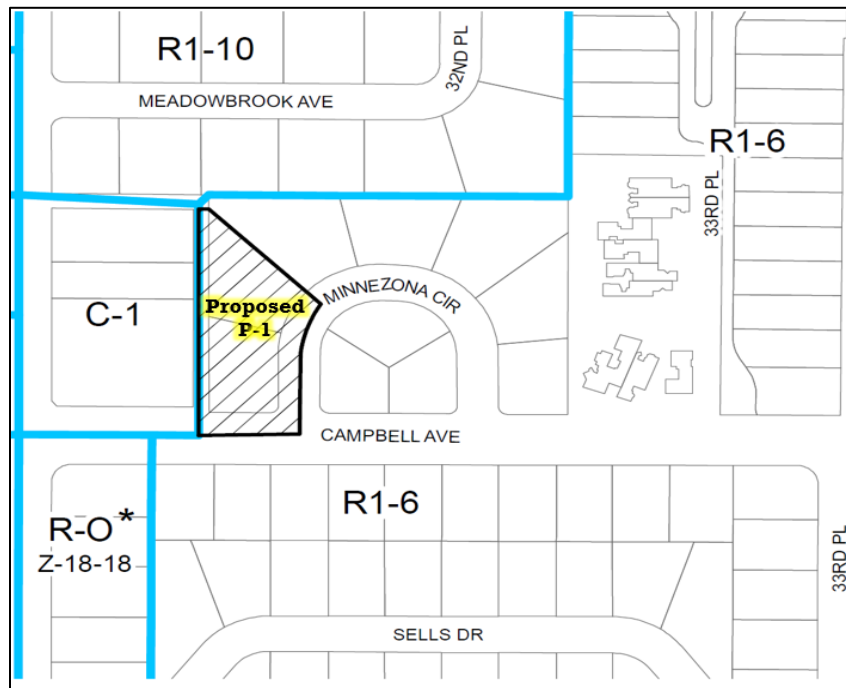 R1-10
32ND PL
MEADOWBROOK AVE
R1-6
33RD PL
MINNEZONA CIR
Proposed
P-1
C-1
CAMPBELL AVE
R1-6
R-O*
Z-18-18
33RD PL
SELLS DR